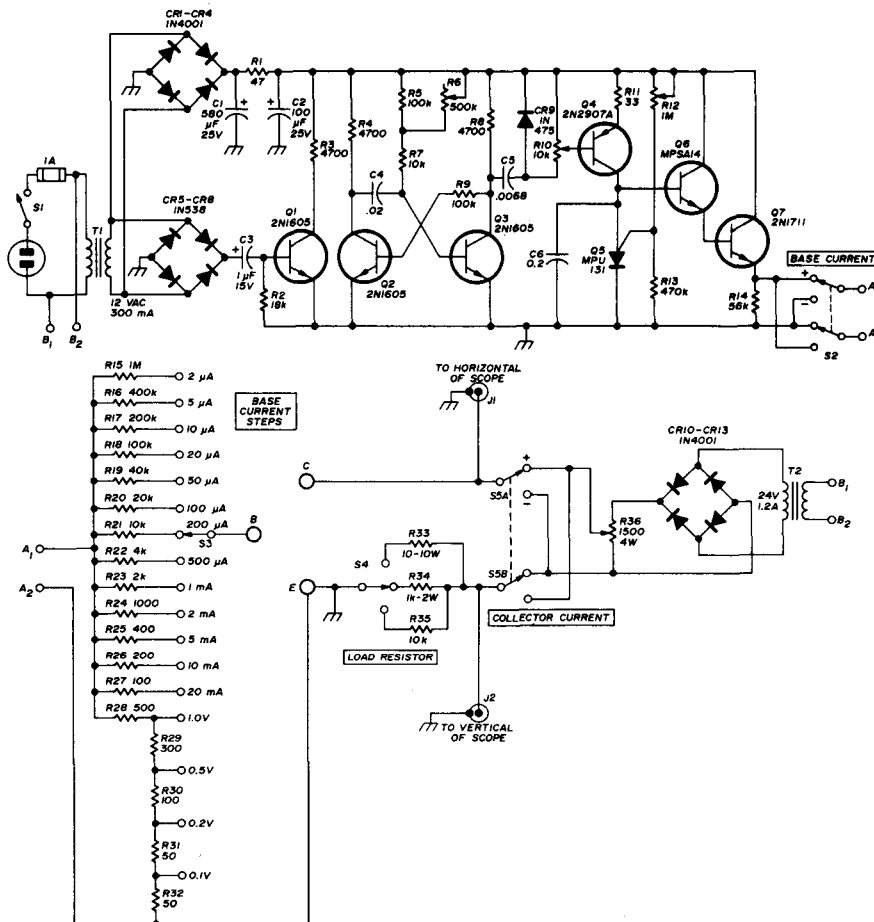 CR1-CR4
1N4001
R1
47
C1
580
µF
25V
C2
100
µF
25V
R3
4700
R4
4700
R5
100k
R6
500k
R7
10k
R8
4700
CR9
1N
475
R10
10k
Q4
2N2907A
R11
33
R12
1M
Q6
MPSA14
Q7
2N1711
1A
S1
T1
12 VAC
300 mA
B1
B2
CR5-CR8
1N538
C3
1 µF
15V
R2
18k
Q1
2N1605
C4
.02
Q2
2N1605
R9
100k
C5
.0068
Q3
2N1605
C6
0.2
Q5
MPU
131
R13
470k
R14
56k
BASE CURRENT
+
-
A
A
S2
R15 1M
2 µA
R16 400k
5 µA
R17 200k
10 µA
R18 100k
20 µA
R19 40k
50 µA
R20 20k
100 µA
R21 10k
200 µA
S3
B
R22 4k
500 µA
R23 2k
1 mA
R24 1000
2 mA
R25 400
5 mA
R26 200
10 mA
R27 100
20 mA
R28 500
1.0V
R29
300
0.5V
R30
100
0.2V
R31
50
0.1V
R32
50
A1
A2
BASE
CURRENT
STEPS
TO HORIZONTAL
OF SCOPE
J1
C
S5A
+
-
E
S4
R33
10-10W
R34
1k-2W
R35
10k
LOAD RESISTOR
S5B
COLLECTOR CURRENT
J2
TO VERTICAL
OF SCOPE
CR10-CR13
1N4001
R36
1500
4W
T2
24V
1.2A
B1
B2